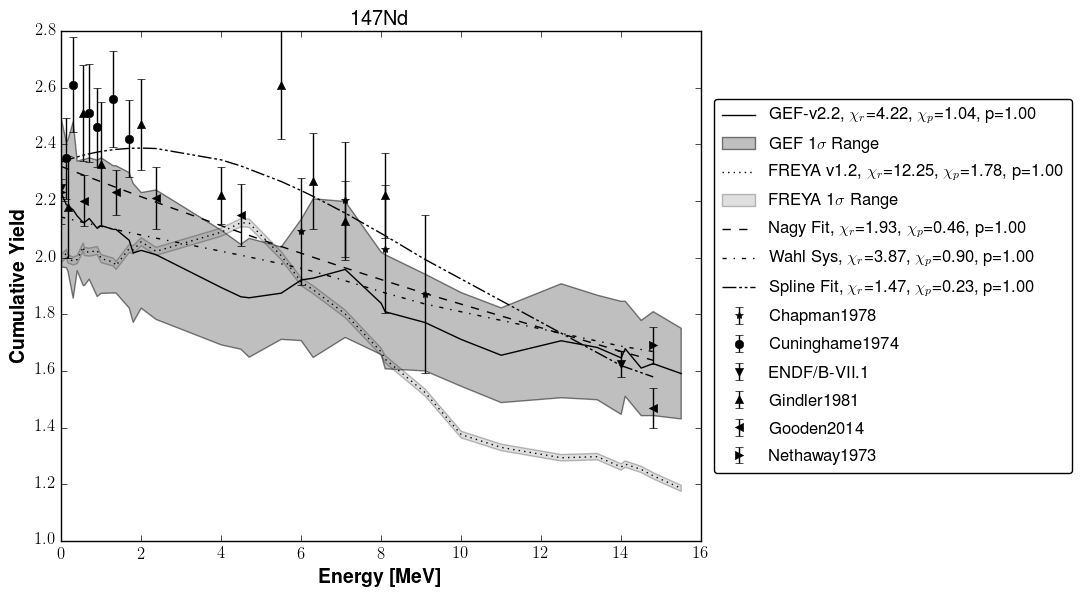 147Nd
2.8
2.6
2.4
2.2
2.0
1.8
1.6
1.4
1.2
1.0
Cumulative Yield
0 2 4 6 8 10 12 14 16
Energy [MeV]
GEF-v2.2, χr=4.22, χp=1.04, p=1.00
GEF 1σ Range
FREYA v1.2, χr=12.25, χp=1.78, p=1.00
FREYA 1σ Range
Nagy Fit, χr=1.93, χp=0.46, p=1.00
Wahl Sys, χr=3.87, χp=0.90, p=1.00
Spline Fit, χr=1.47, χp=0.23, p=1.00
Chapman1978
Cuninghame1974
ENDF/B-VII.1
Gindler1981
Gooden2014
Nethaway1973